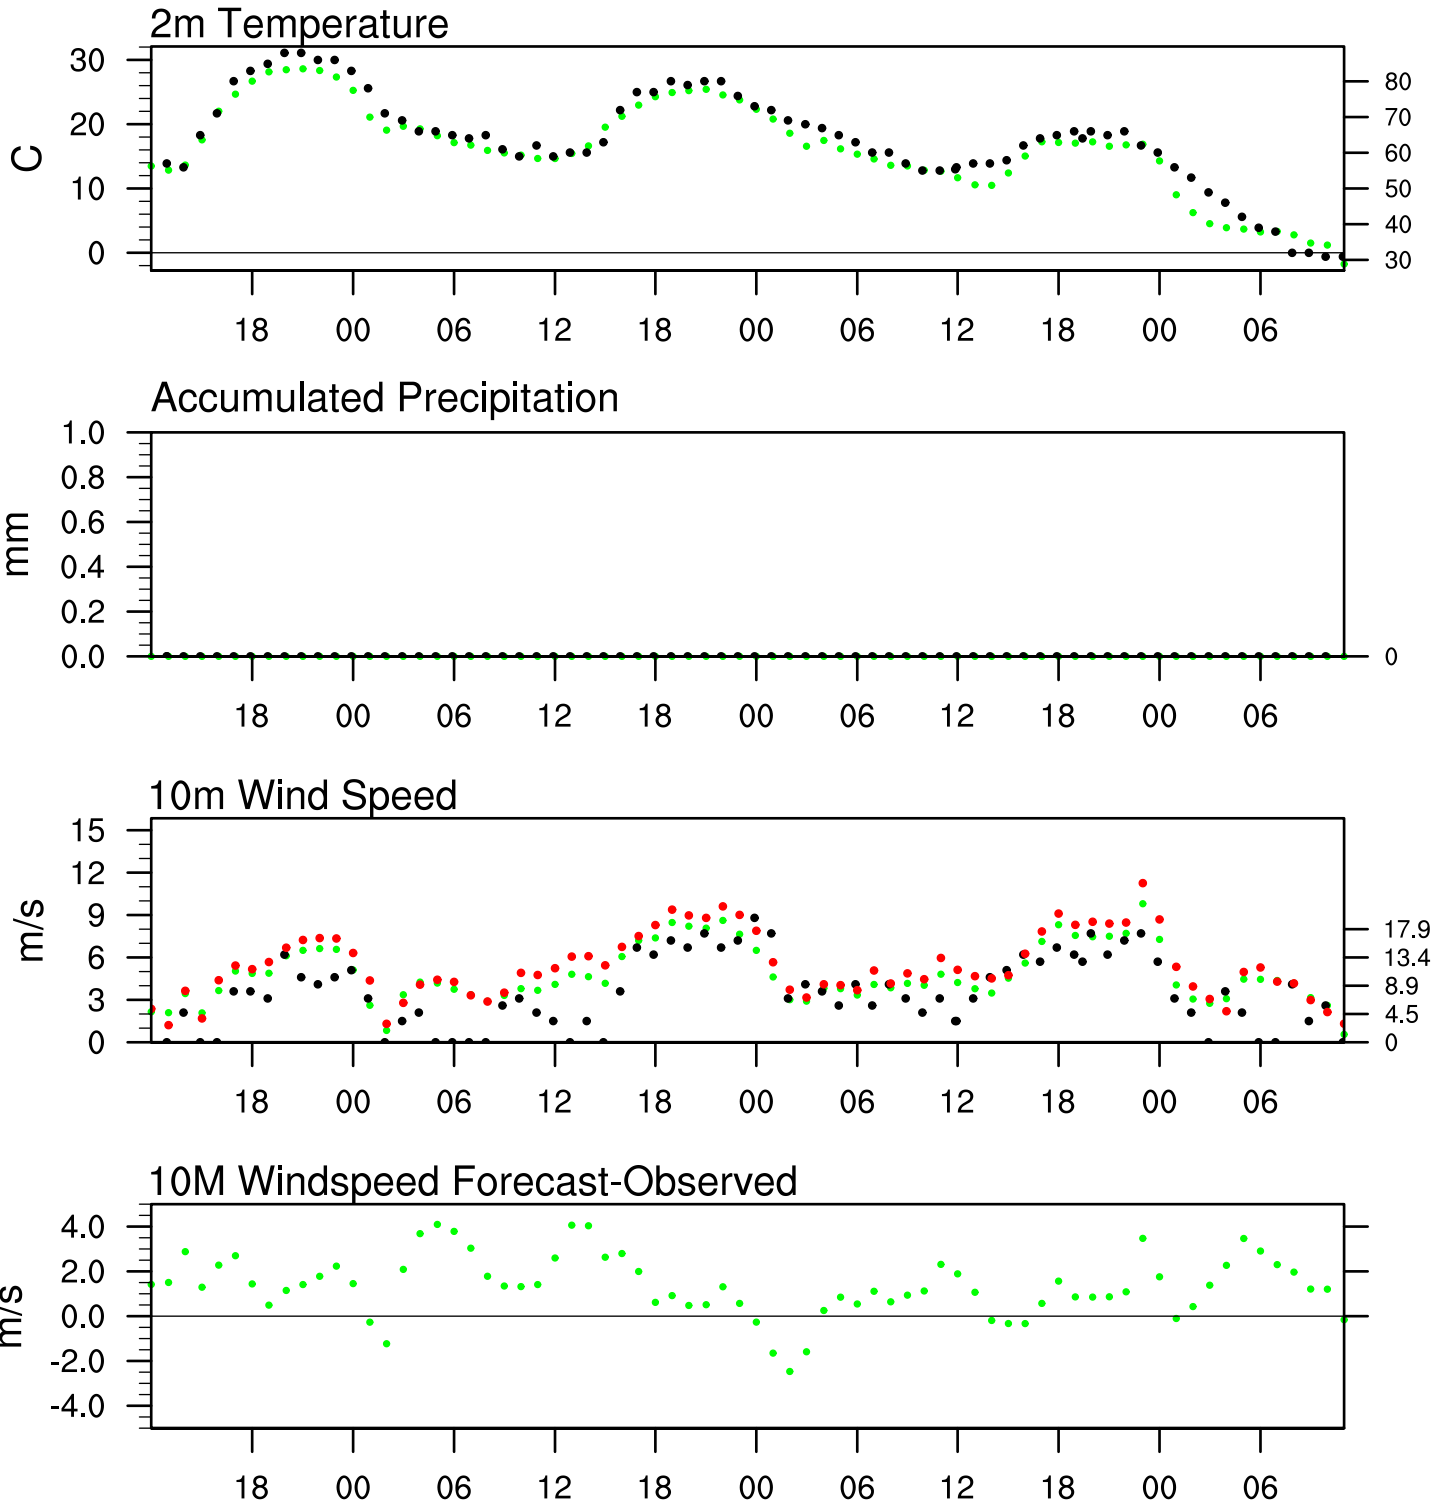 2m Temperature
30
20
10
0
C
80
70
60
50
40
30
18 00 06 12 18 00 06 12 18 00 06
Accumulated Precipitation
1.0
0.8
0.6
0.4
0.2
0.0
mm
0
18 00 06 12 18 00 06 12 18 00 06
10m Wind Speed
15
12
9
6
3
0
m/s
17.9
13.4
8.9
4.5
0
18 00 06 12 18 00 06 12 18 00 06
10M Windspeed Forecast-Observed
4.0
2.0
0.0
-2.0
-4.0
m/s
18 00 06 12 18 00 06 12 18 00 06